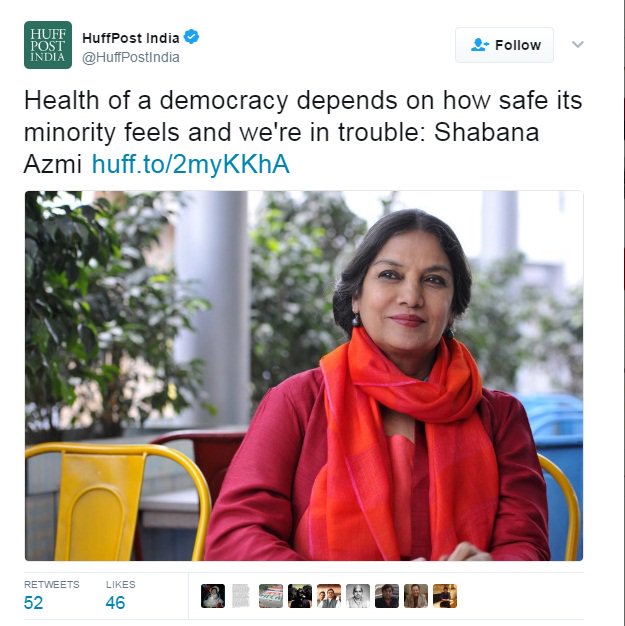 HUFF
POST
INDIA
HuffPost India
@HuffPostIndia
Follow
Health of a democracy depends on how safe its
minority feels and we're in trouble: Shabana
Azmi huff.to/2myKKhA
RETWEETS LIKES
52 46